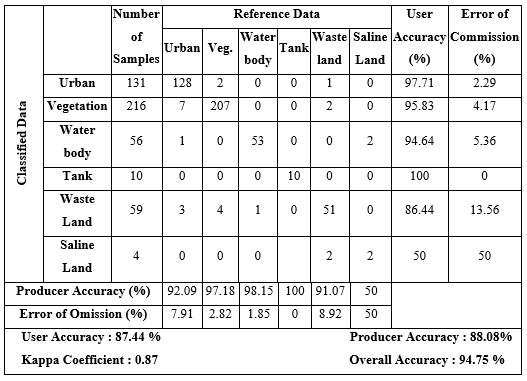 Classified Data
Number of Samples Reference Data User Accuracy (%) Error of Commission (%)
Urban Veg. Water body Tank Waste land Saline Land
Urban 131 128 2 0 0 1 0 97.71 2.29
Vegetation 216 7 207 0 0 2 0 95.83 4.17
Water body 56 1 0 53 0 0 2 94.64 5.36
Tank 10 0 0 0 10 0 0 100 0
Waste Land 59 3 4 1 0 51 0 86.44 13.56
Saline Land 4 0 0 0 2 2 50 50
Producer Accuracy (%) 92.09 97.18 98.15 100 91.07 50
Error of Omission (%) 7.91 2.82 1.85 0 8.92 50
User Accuracy : 87.44 % Producer Accuracy : 88.08%
Kappa Coefficient : 0.87 Overall Accuracy : 94.75 %